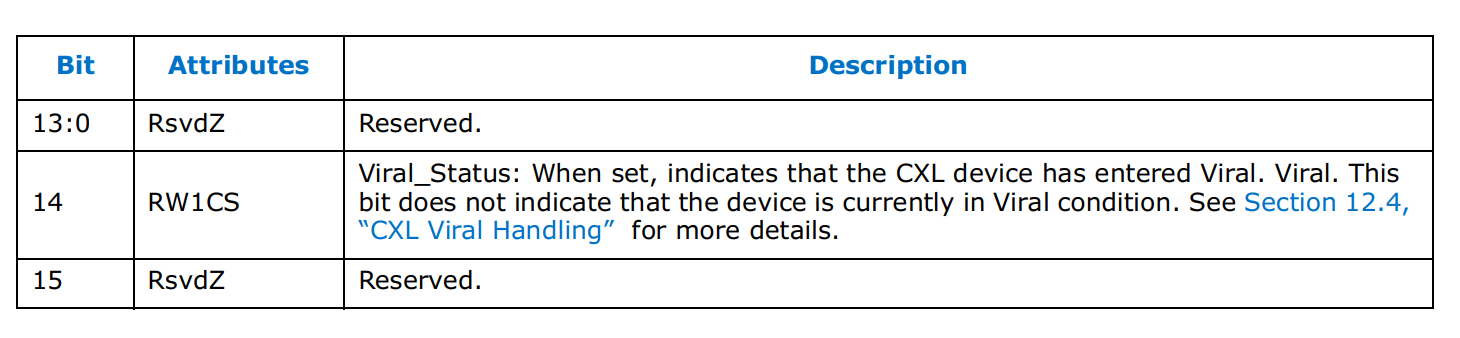 Bit Attributes Description
13:0 RsvdZ Reserved.
14 RW1CS Viral_Status: When set, indicates that the CXL device has entered Viral. Viral. This
bit does not indicate that the device is currently in Viral condition. See Section 12.4,
“CXL Viral Handling” for more details.
15 RsvdZ Reserved.